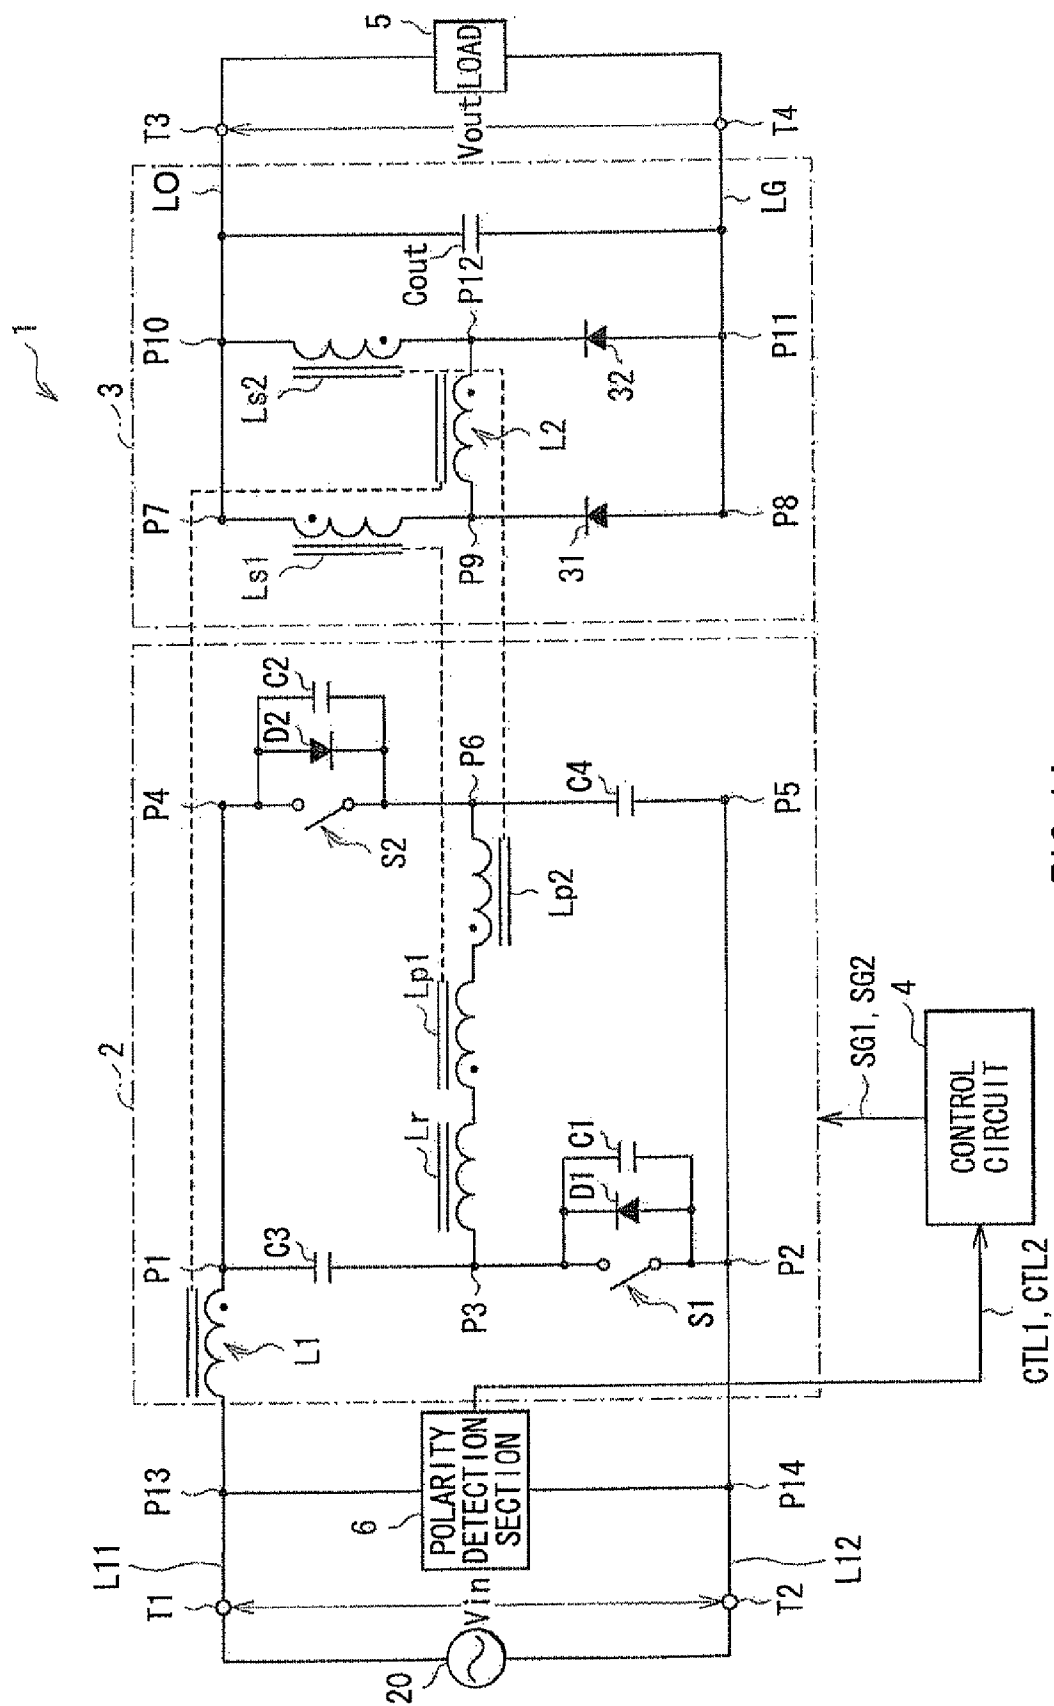 1
2
3
P13
P1
P4
P7
P10
LO
T3
5
L11
T1
L1
C3
Lr
Lp1
Lp2
S2
D2
C2
P6
C4
Ls1
Ls2
P9
L2
P12
Cout
Vout
LOAD
31
32
20
Vin
6
POLARITY
DETECTION
SECTION
P3
S1
D1
C1
T2
L12
P14
P2
P5
P8
P11
LG
T4
CTL1, CTL2
SG1, SG2
4
CONTROL
CIRCUIT